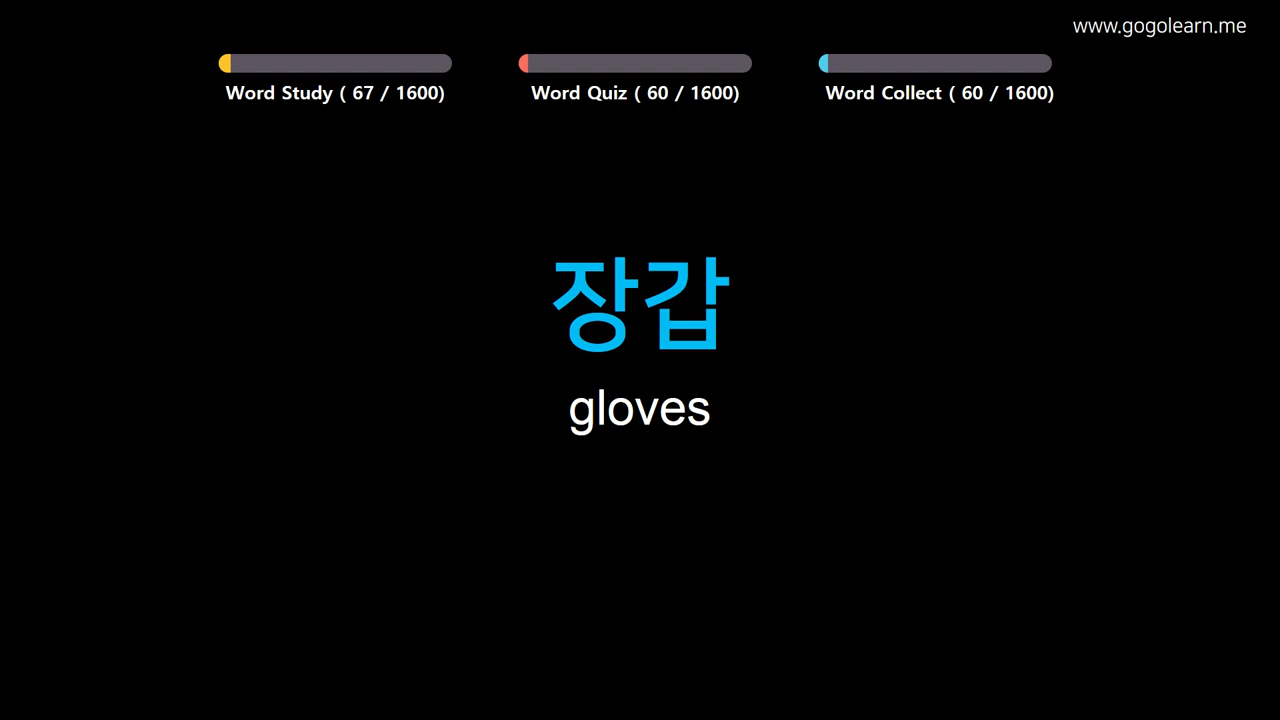 www.gogolearn.me
Word Study ( 67 / 1600)
Word Quiz ( 60 / 1600)
Word Collect ( 60 / 1600)
장갑
gloves